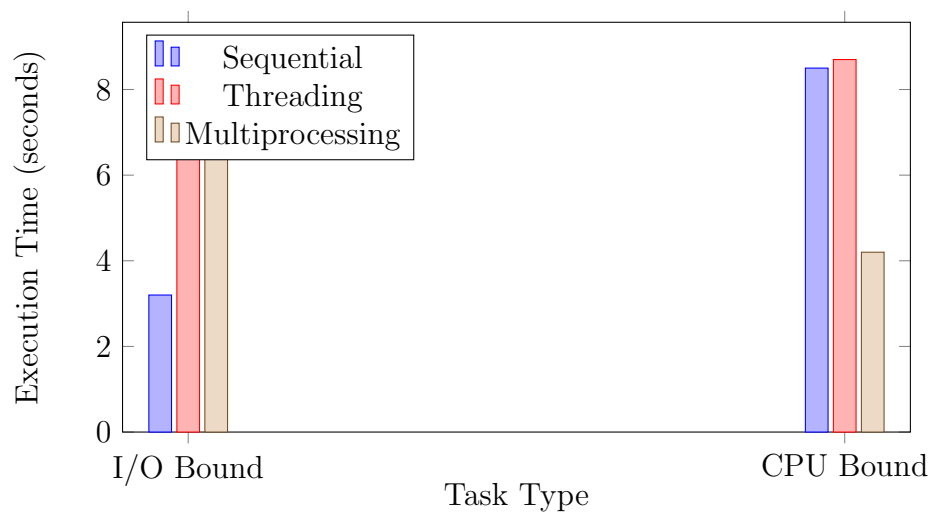 Execution Time (seconds)
8
6
4
2
0
Sequential
Threading
Multiprocessing
I/O Bound
CPU Bound
Task Type